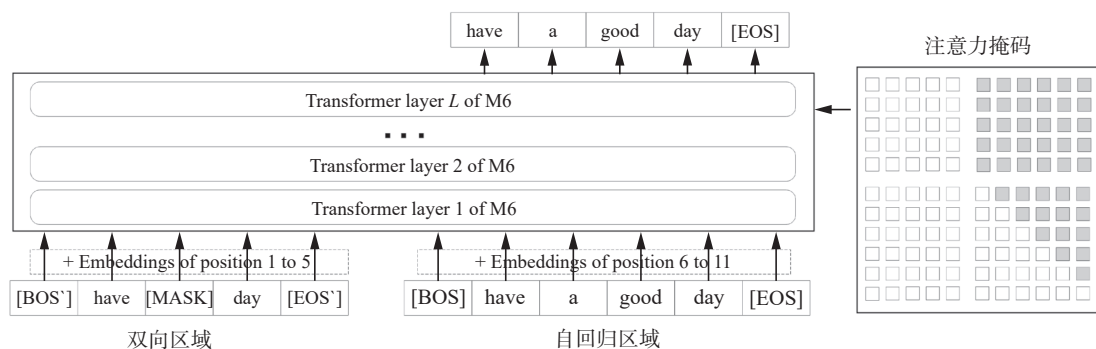 have a good day [EOS]
注意力掩码
Transformer layer L of M6
Transformer layer 2 of M6
Transformer layer 1 of M6
+ Embeddings of position 1 to 5
+ Embeddings of position 6 to 11
[BOS`] have [MASK] day [EOS`]
[BOS] have a good day [EOS]
双向区域
自回归区域